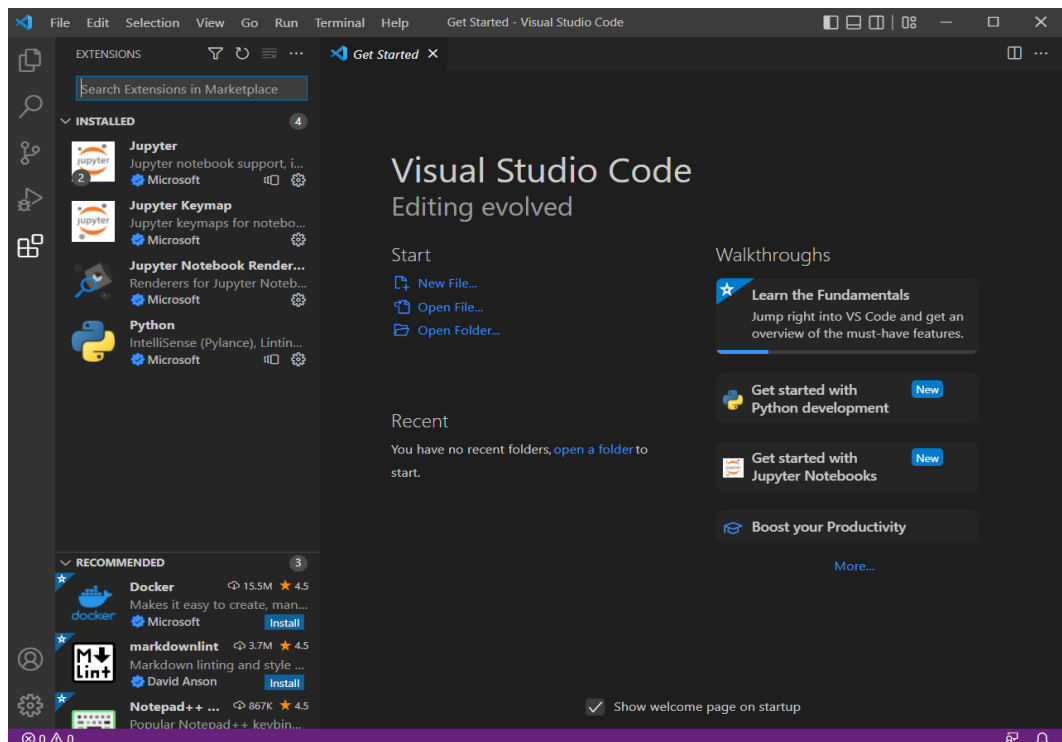 File Edit Selection View Go Run Terminal Help Get Started - Visual Studio Code
EXTENSIONS
Get Started
Search Extensions in Marketplace
INSTALLED 4
Jupyter
Jupyter notebook support, i...
Microsoft
2
Jupyter Keymap
Jupyter keymaps for notebo...
Microsoft
Jupyter Notebook Render...
Renderers for Jupyter Noteb...
Microsoft
Python
IntelliSense (Pylance), Lintin...
Microsoft
RECOMMENDED 3
Docker 15.5M ★ 4.5
Makes it easy to create, man...
Microsoft Install
docker
markdownlint 3.7M ★ 4.5
Markdown linting and style ...
David Anson Install
M
Lint
Notepad++ ... 867K ★ 4.5
Popular Notepad++ keybin...
Visual Studio Code
Editing evolved
Start
New File...
Open File...
Open Folder...
Recent
You have no recent folders, open a folder to
start.
Walkthroughs
Learn the Fundamentals
Jump right into VS Code and get an
overview of the must-have features.
Get started with New
Python development
Get started with New
Jupyter Notebooks
Boost your Productivity
More...
Show welcome page on startup
0 0